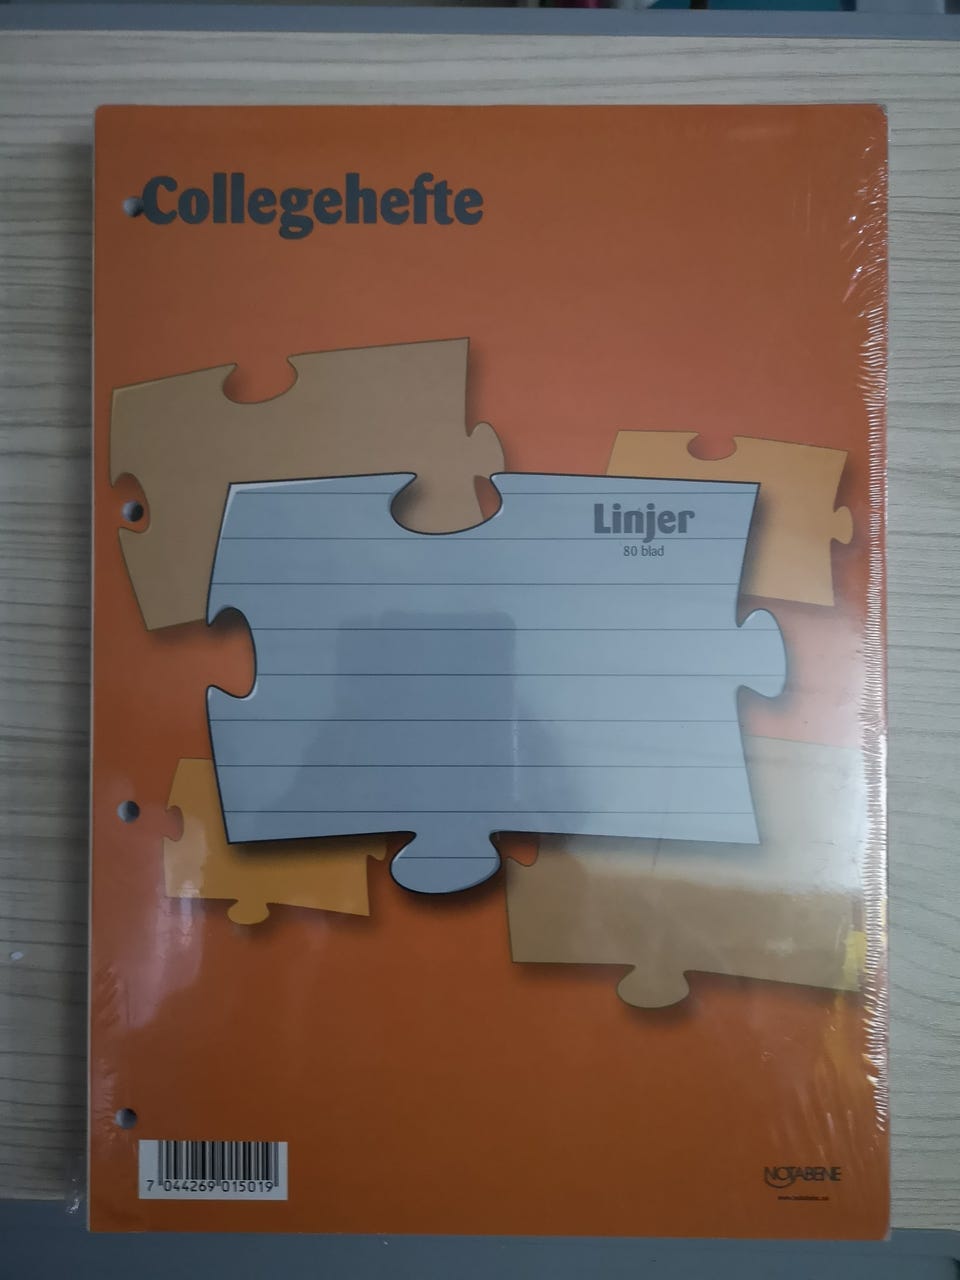 Collegehefte
Linjer
80 blad
7 044269 015019
NOTABENE